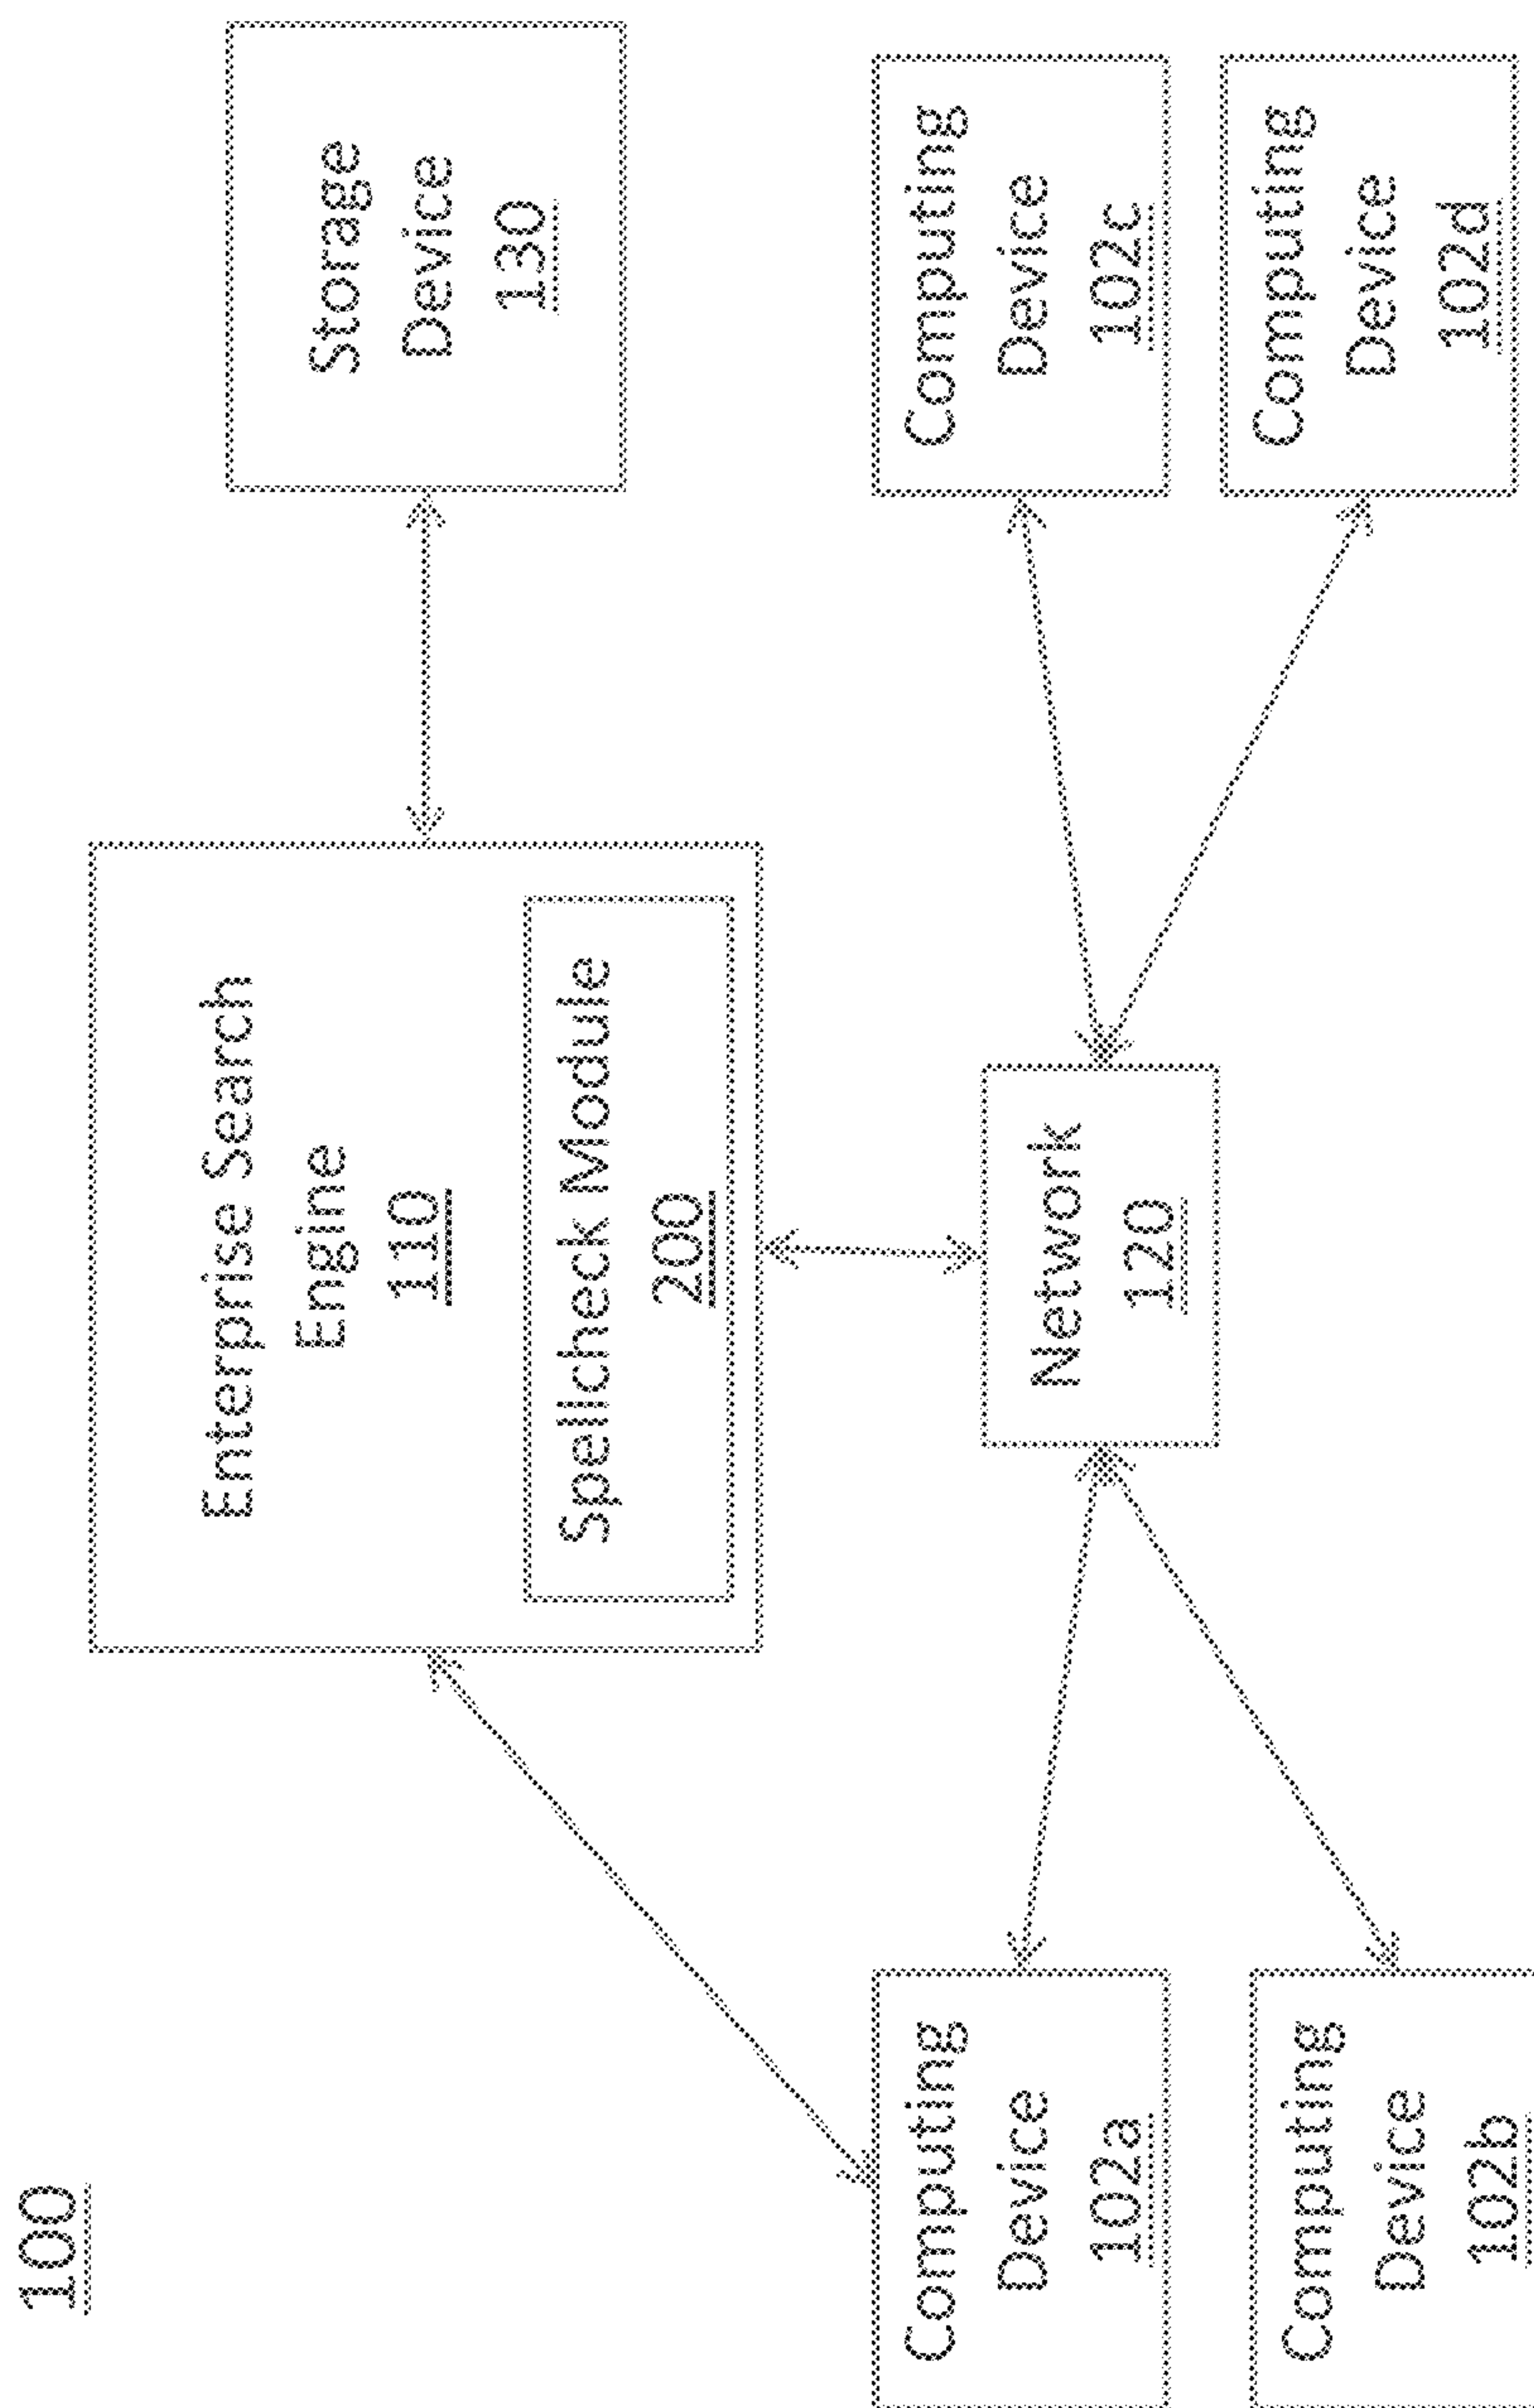 100
Enterprise Search
Engine
110
Spellcheck Module
200
Storage
Device
130
Network
120
Computing
Device
102a
Computing
Device
102b
Computing
Device
102c
Computing
Device
102d